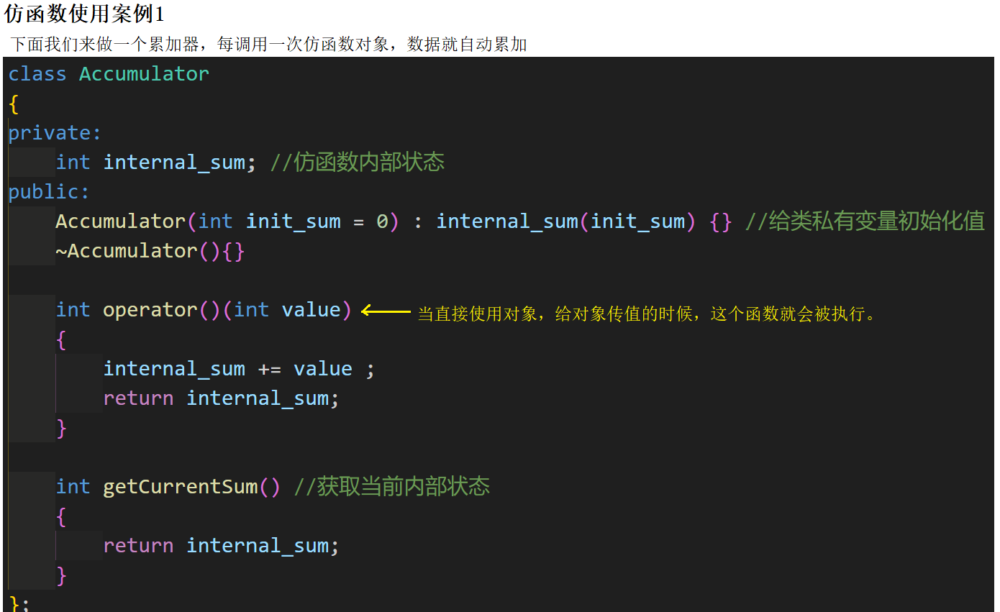 仿函数使用案例1
下面我们来做一个累加器，每调用一次仿函数对象，数据就自动累加
class Accumulator
{
private:
    int internal_sum; //仿函数内部状态
public:
    Accumulator(int init_sum = 0) : internal_sum(init_sum) {} //给类私有变量初始化值
    ~Accumulator(){}
    int operator()(int value) 当直接使用对象，给对象传值的时候，这个函数就会被执行。
    {
        internal_sum += value ;
        return internal_sum;
    }
    int getCurrentSum() //获取当前内部状态
    {
        return internal_sum;
    }
};